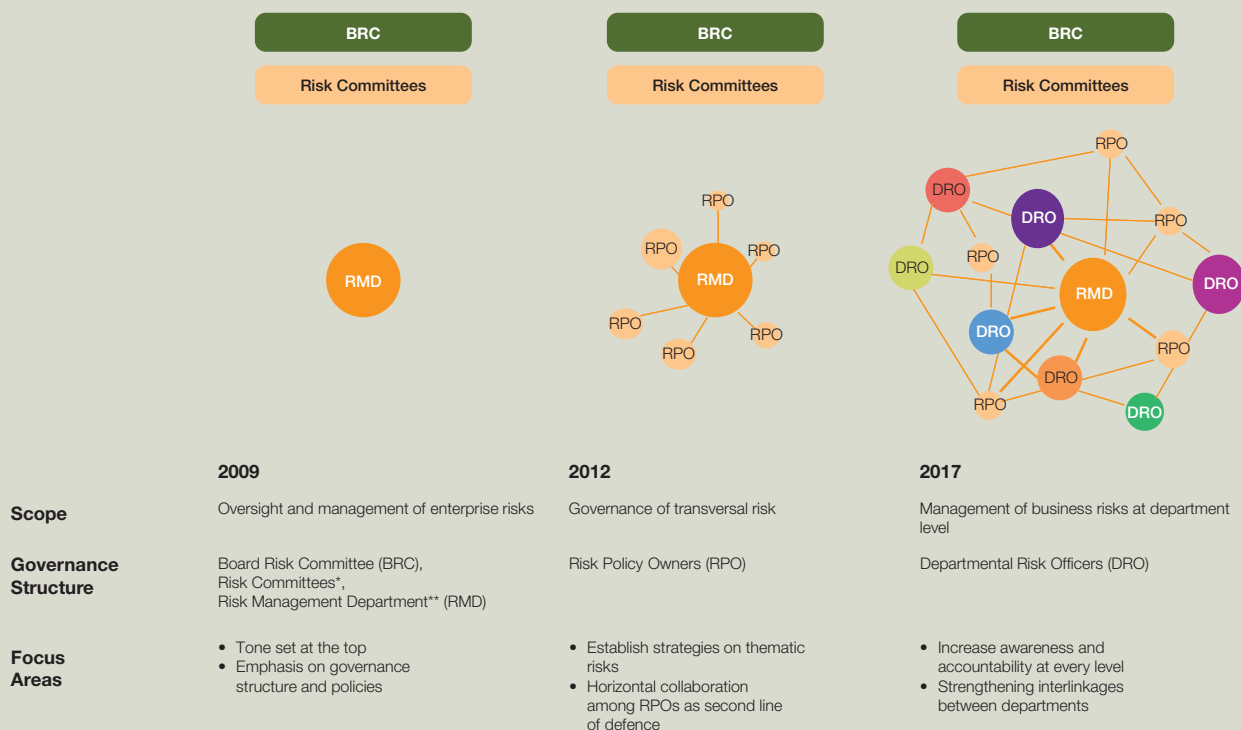 BRC
BRC
BRC
Risk Committees
Risk Committees
Risk Committees
RMD
RPO
RPO
RPO
RMD
RPO
RPO
RPO
RPO
DRO
DRO
RPO
RPO
DRO
RMD
DRO
DRO
RPO
DRO
RPO
DRO
2009
2012
2017
Scope
Oversight and management of enterprise risks
Governance of transversal risk
Management of business risks at department
level
Governance
Structure
Board Risk Committee (BRC),
Risk Committees*,
Risk Management Department** (RMD)
Risk Policy Owners (RPO)
Departmental Risk Officers (DRO)
Focus
Areas
• Tone set at the top
• Emphasis on governance
structure and policies
• Establish strategies on thematic
risks
• Horizontal collaboration
among RPOs as second line
of defence
• Increase awareness and
accountability at every level
• Strengthening interlinkages
between departments